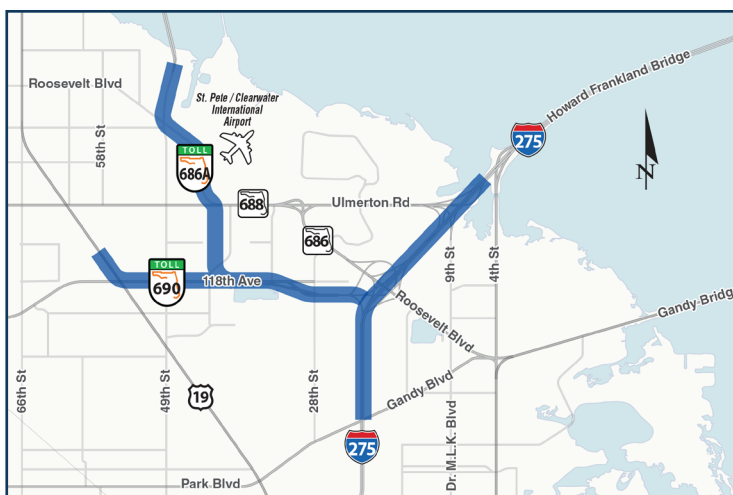 Howard Frankland Bridge
Roosevelt Blvd
St. Pete / Clearwater
International
Airport
58th St
275
TOLL
686A
N
688
Ulmerton Rd
686
9th St
4th St
TOLL
690
118th Ave
Roosevelt Blvd
Gandy Bridge
66th St
49th St
19
28th St
Gandy Blvd
Dr. M.L.K. Blvd
275
Park Blvd